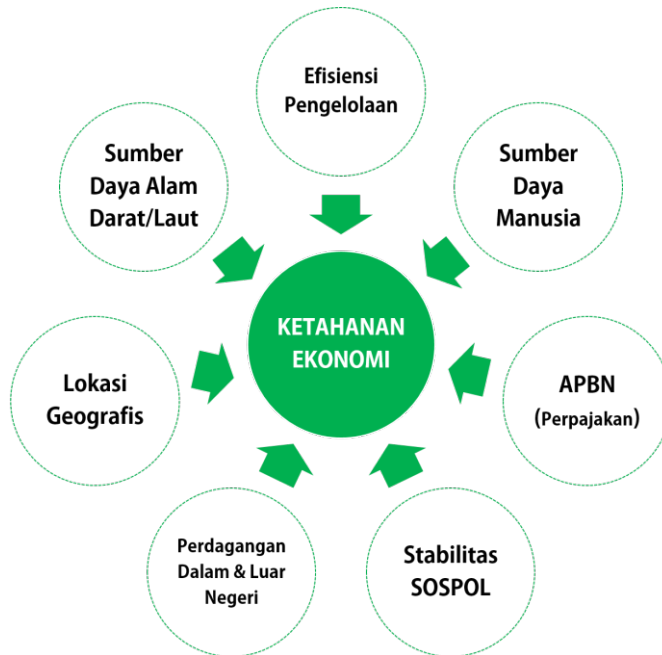 Efisiensi
Pengelolaan
Sumber
Daya Alam
Darat/Laut
Sumber
Daya
Manusia
KETAHANAN
EKONOMI
Lokasi
Geografis
APBN
(Perpajakan)
Perdagangan
Dalam & Luar
Negeri
Stabilitas
SOSPOL